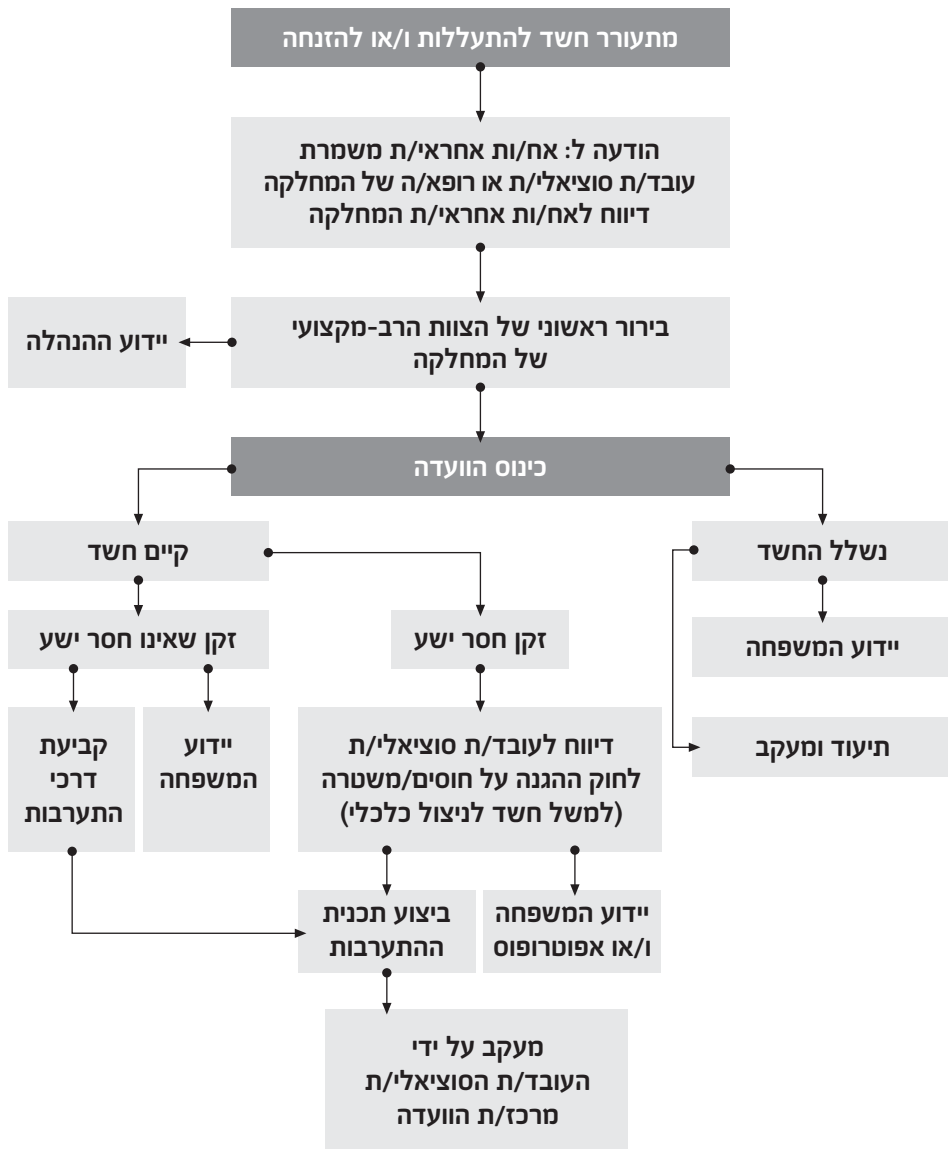 מתעורר חשד להתעללות ו/או להזנחה
הודעה ל: אח/ות אחראי/ת משמרת
עובד/ת סוציאלי/ת או רופא/ה של המחלקה
דיווח לאח/ות אחראי/ת המחלקה
בירור ראשוני של הצוות הרב-מקצועי
של המחלקה
יידוע ההנהלה
כינוס הוועדה
נשלל החשד
יידוע המשפחה
תיעוד ומעקב
קיים חשד
זקן חסר ישע
זקן שאינו חסר ישע
דיווח לעובד/ת סוציאלי/ת
לחוק ההגנה על חוסים/משטרה
(למשל חשד לניצול כלכלי)
יידוע
המשפחה
קביעת
דרכי
התערבות
יידוע המשפחה
ו/או אפוטרופוס
ביצוע תכנית
ההתערבות
מעקב על ידי
העובד/ת הסוציאלי/ת
מרכז/ת הוועדה